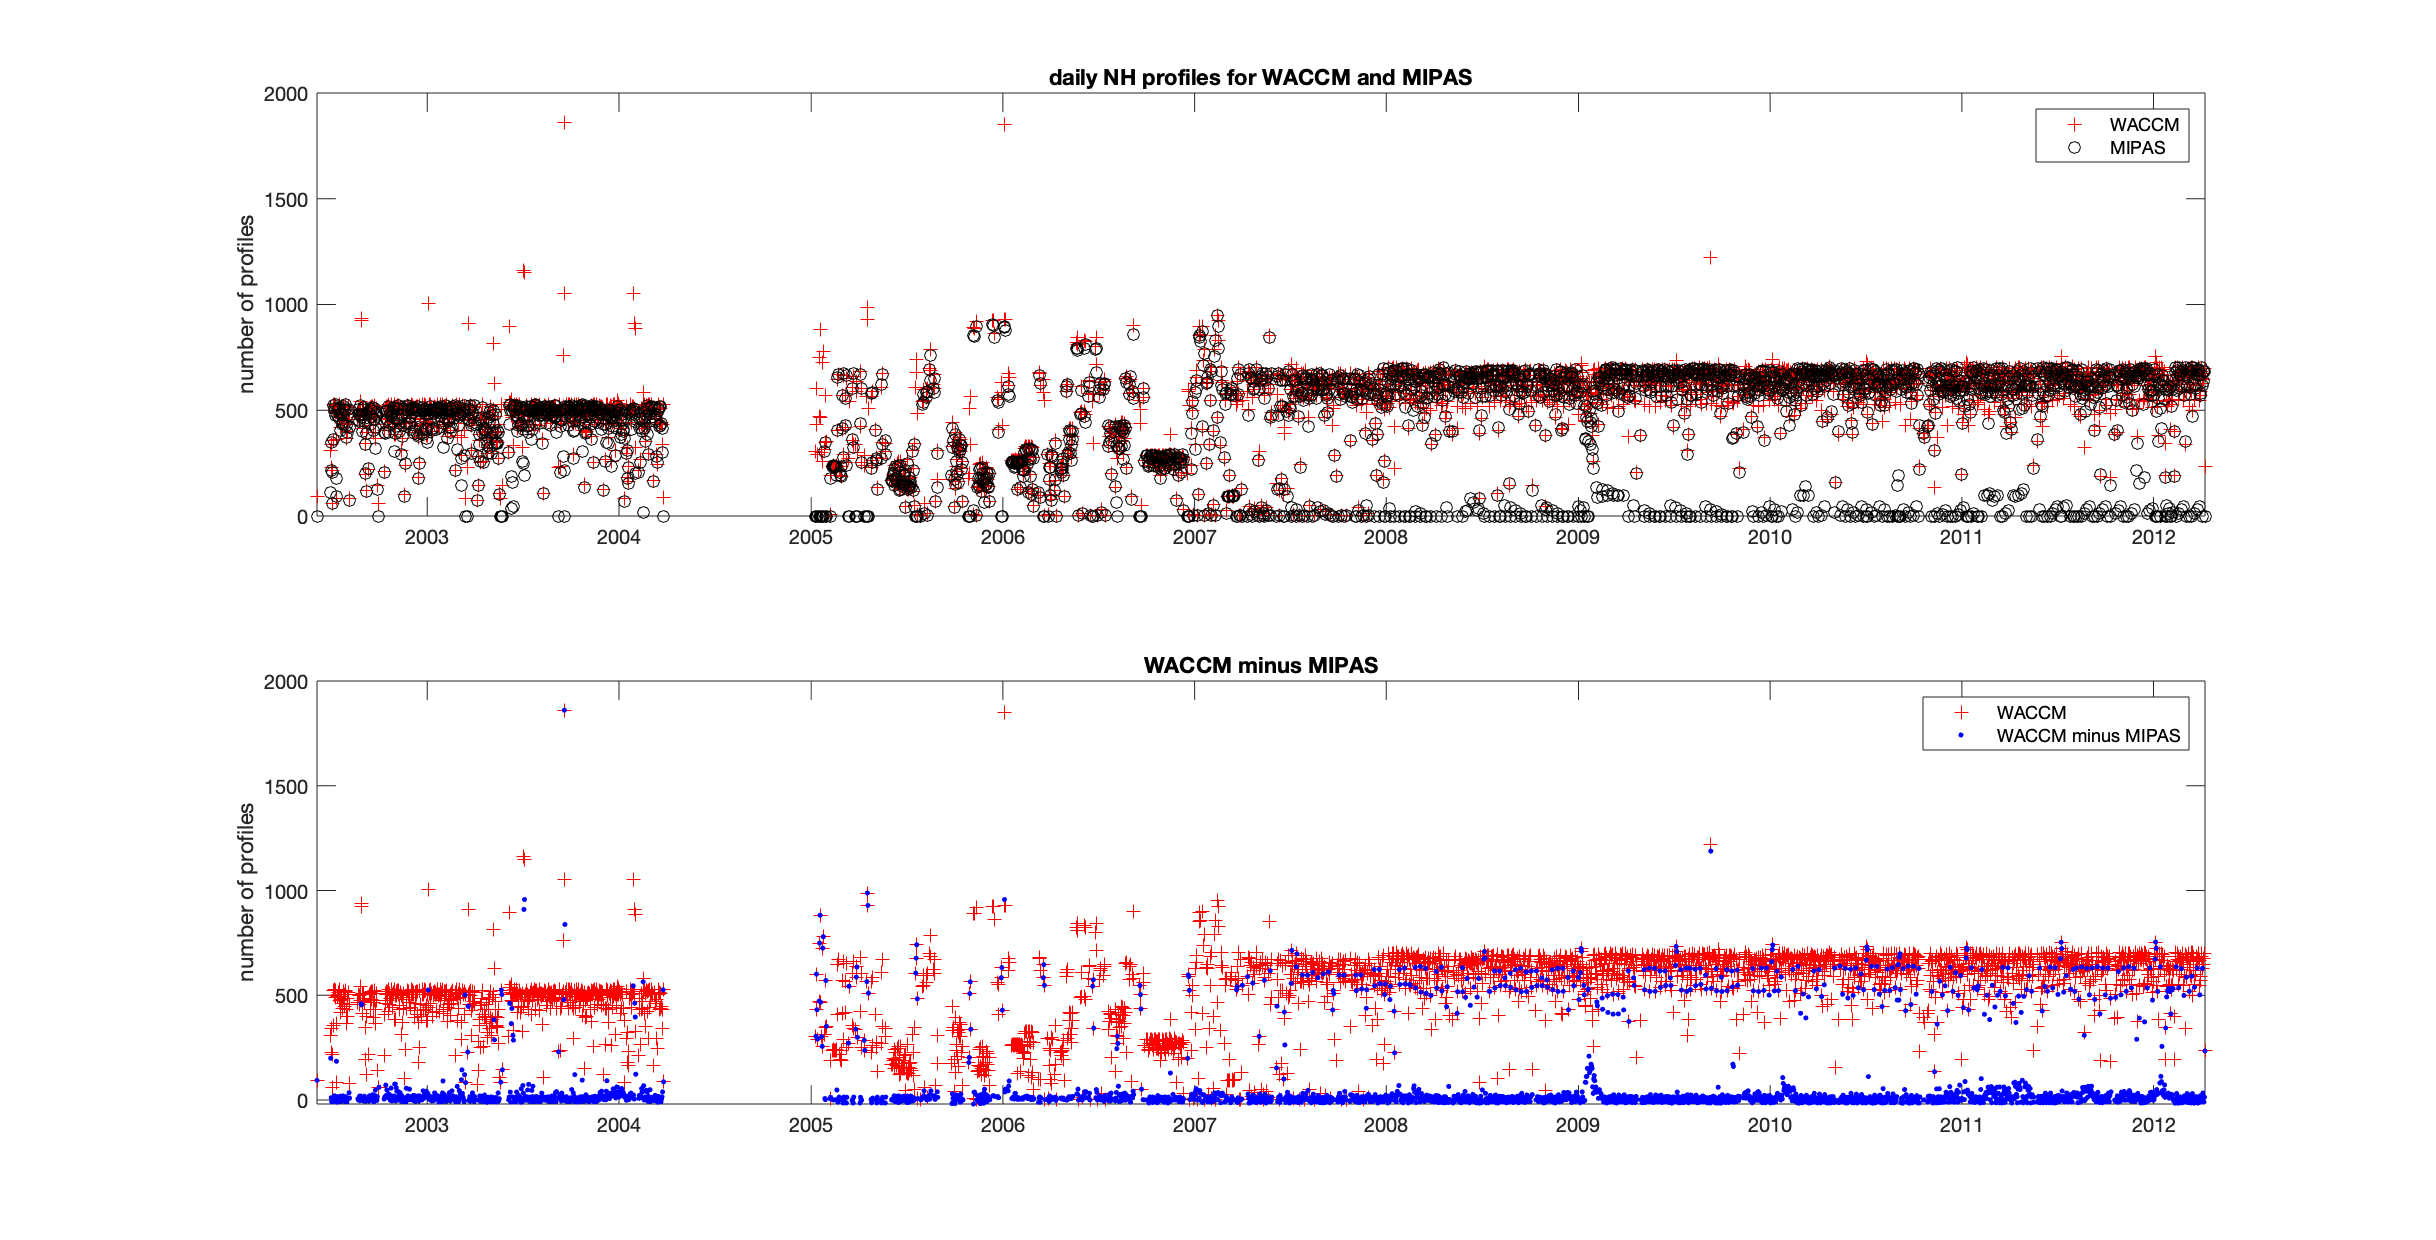 daily NH profiles for WACCM and MIPAS
number of profiles
2000
1500
1000
500
0
2003 2004 2005 2006 2007 2008 2009 2010 2011 2012
WACCM
MIPAS
WACCM minus MIPAS
number of profiles
2000
1500
1000
500
0
2003 2004 2005 2006 2007 2008 2009 2010 2011 2012
WACCM
WACCM minus MIPAS